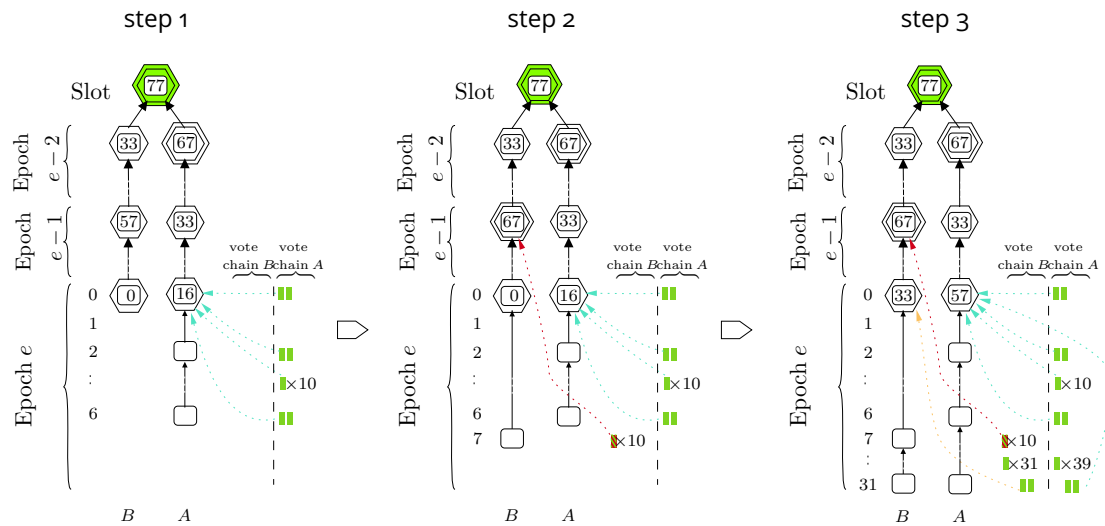 step 1
Slot
77
Epoch
e − 2
33
67
Epoch
e − 1
57
33
vote
chain B
vote
chain A
Epoch e
0
0
16
1
2
:
×10
6
B
A
step 2
Slot
77
Epoch
e − 2
33
67
Epoch
e − 1
67
33
vote
chain B
vote
chain A
Epoch e
0
0
16
1
2
:
×10
6
7
×10
B
A
step 3
Slot
77
Epoch
e − 2
33
67
Epoch
e − 1
67
33
vote
chain B
vote
chain A
Epoch e
0
33
57
1
2
:
×10
6
7
×10
:
×31
×39
31
B
A